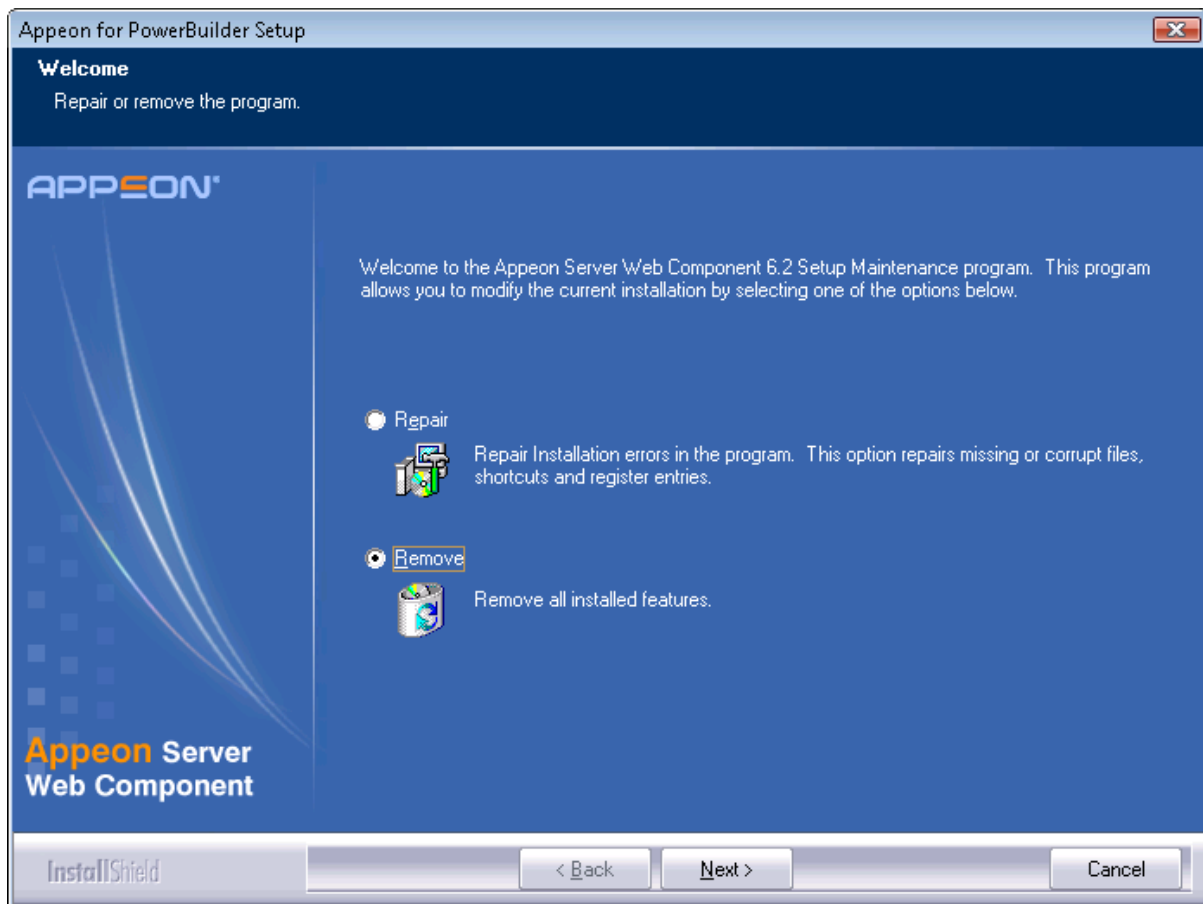 Appeon for PowerBuilder Setup
Welcome
Repair or remove the program.
APPEON®
Welcome to the Appeon Server Web Component 6.2 Setup Maintenance program.  This program
allows you to modify the current installation by selecting one of the options below.
Repair
Repair Installation errors in the program.  This option repairs missing or corrupt files,
shortcuts and register entries.
Remove
Remove all installed features.
Appeon Server
Web Component
InstallShield
< Back
Next >
Cancel